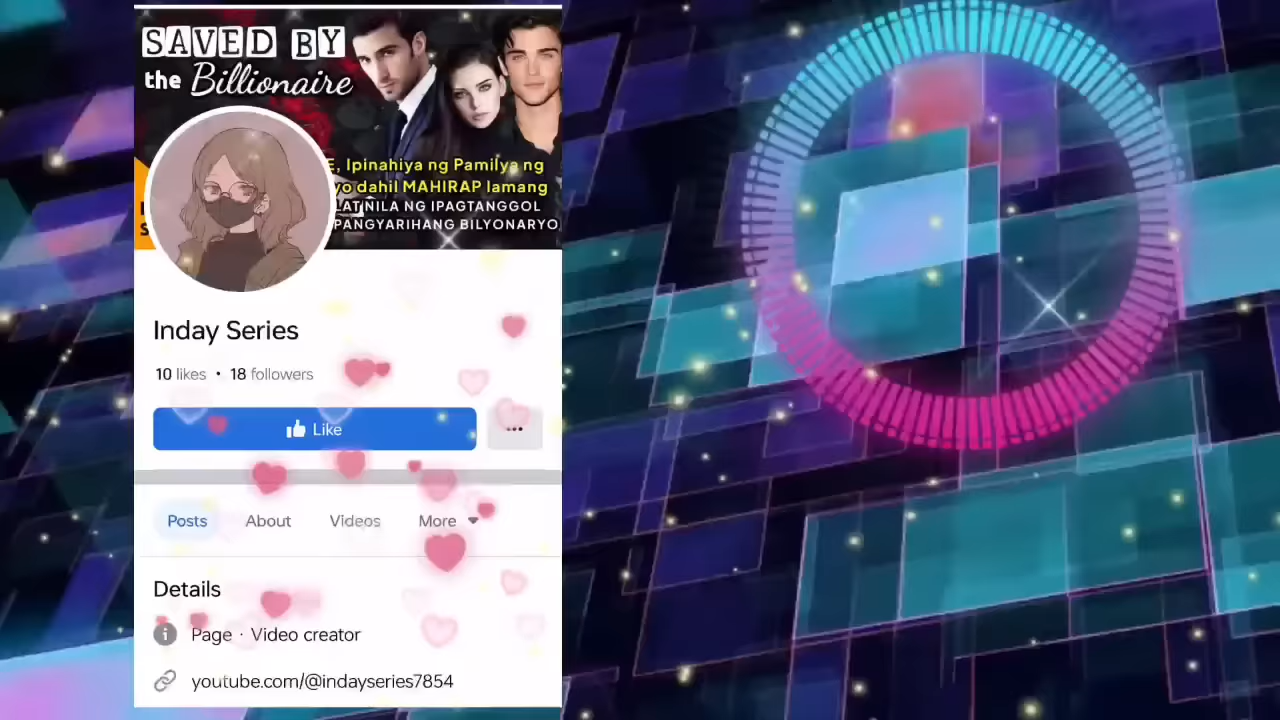 SAVED BY
the Billionaire
E, Ipinahiya ng Pamilya ng
yo dahil MAHIRAP lamang
LAT NILA NG IPAGTANGGOL
PANGYARIHANG BILYONARYO
Inday Series
10 likes • 18 followers
Like
Posts About Videos More
Details
Page · Video creator
youtube.com/@indayseries7854